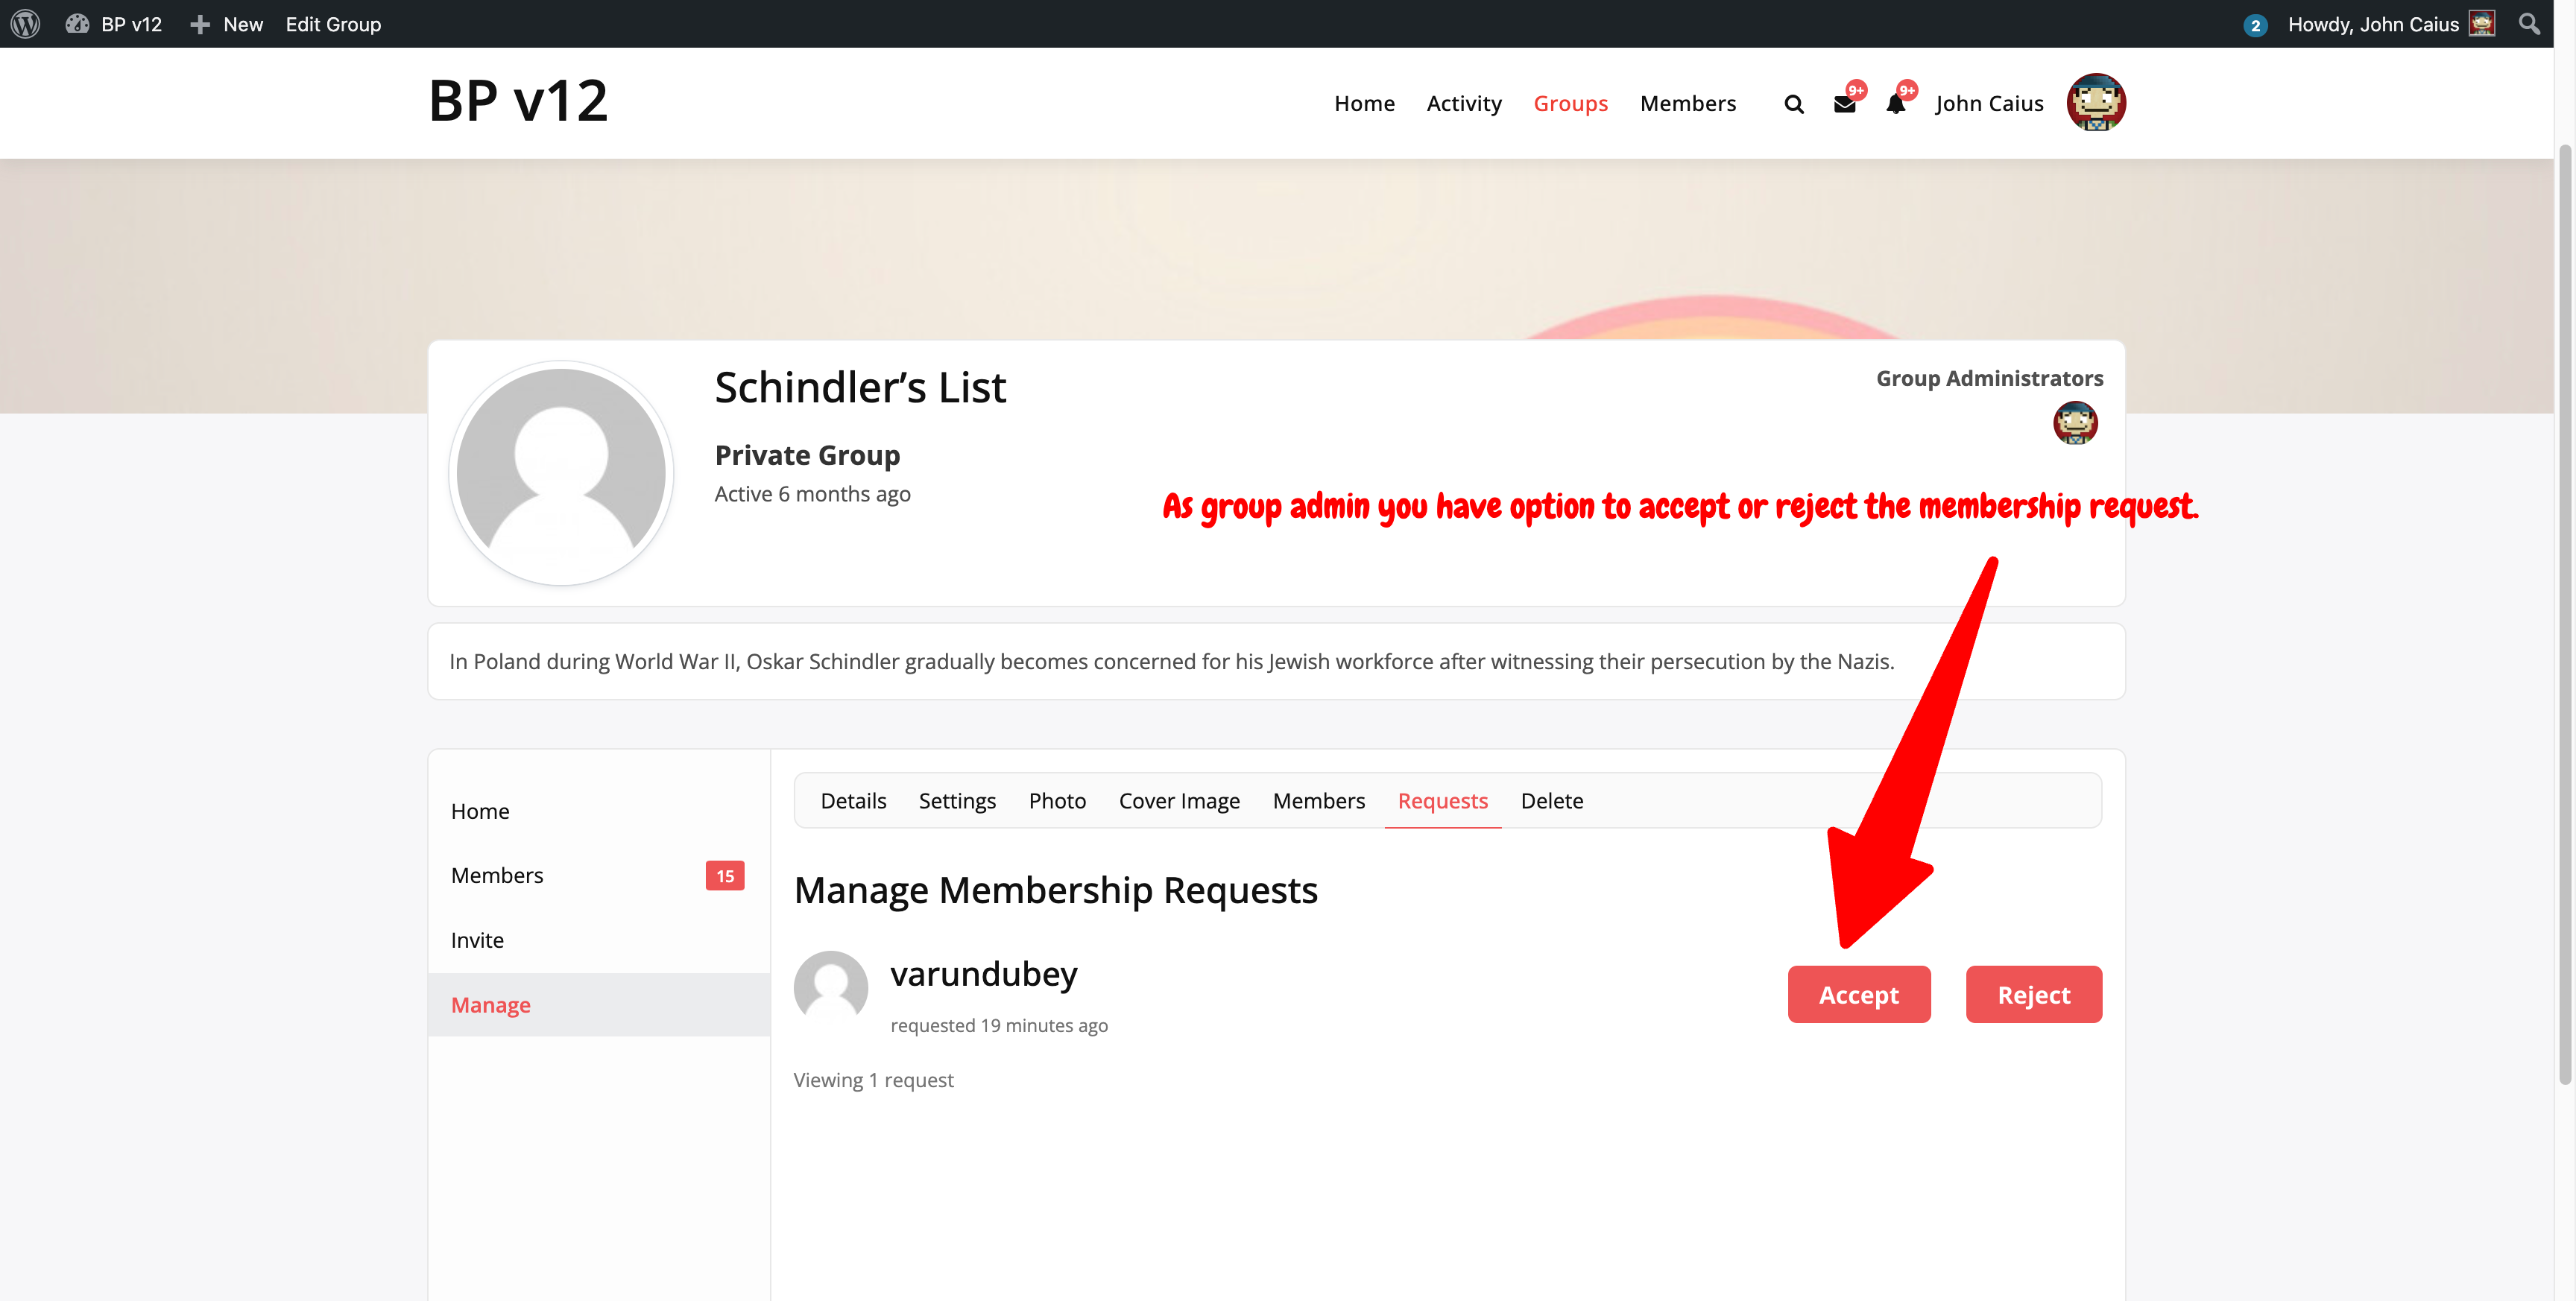 BP v12 New Edit Group 2 Howdy, John Caius
BP v12
Home Activity Groups Members 9+ 9+ John Caius
Schindler’s List
Group Administrators
Private Group
Active 6 months ago
As group admin you have option to accept or reject the membership request.
In Poland during World War II, Oskar Schindler gradually becomes concerned for his Jewish workforce after witnessing their persecution by the Nazis.
Home
Members 15
Invite
Manage
Details Settings Photo Cover Image Members Requests Delete
Manage Membership Requests
varundubey
requested 19 minutes ago
Accept Reject
Viewing 1 request